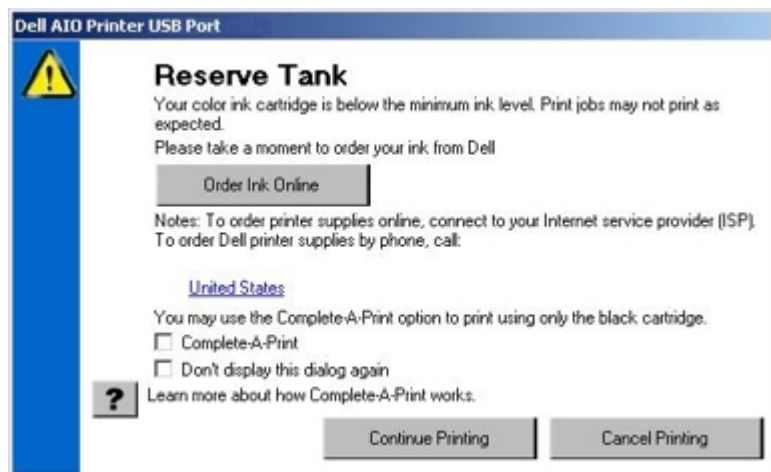 Dell AIO Printer USB Port
Reserve Tank
Your color ink cartridge is below the minimum ink level. Print jobs may not print as
expected.
Please take a moment to order your ink from Dell
Order Ink Online
Notes: To order printer supplies online, connect to your Internet service provider (ISP).
To order Dell printer supplies by phone, call:
United States
You may use the Complete-A-Print option to print using only the black cartridge.
Complete-A-Print
Don't display this dialog again
? Learn more about how Complete-A-Print works.
Continue Printing Cancel Printing